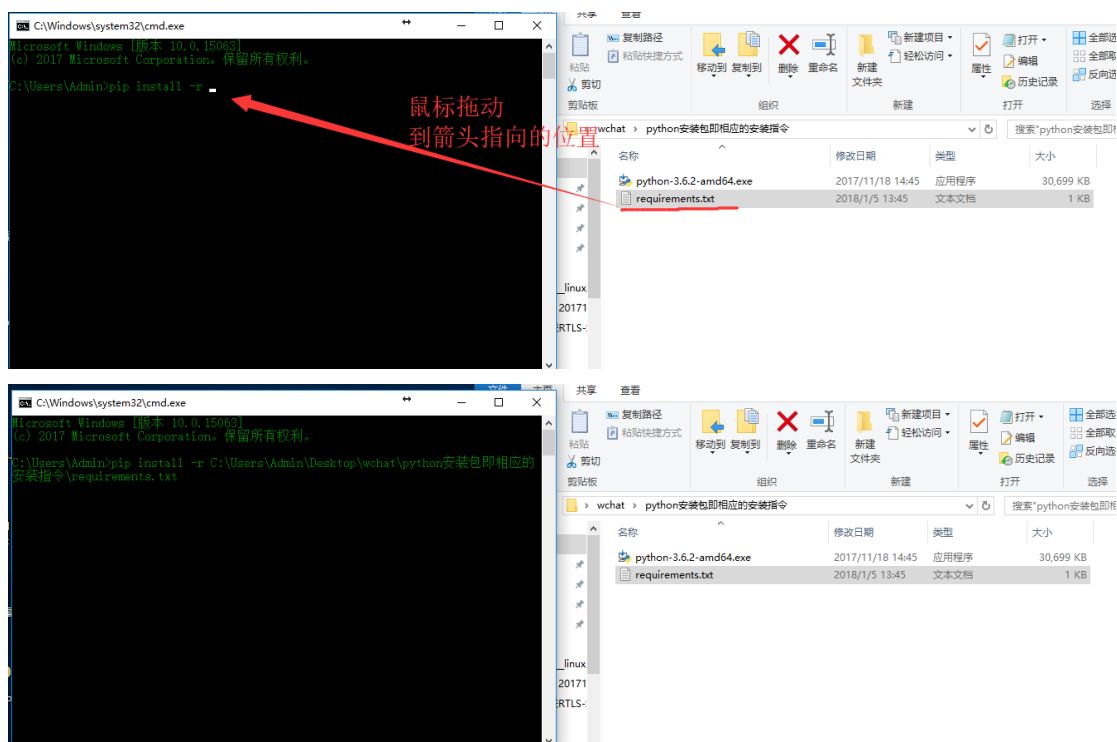 共享 查看
C:\Windows\system32\cmd.exe
Microsoft Windows [版本 10.0.15063]
(c) 2017 Microsoft Corporation。保留所有权利。
C:\Users\Admin>pip install -r
鼠标拖动
到箭头指向的位置
粘贴
复制路径
粘贴快捷方式
剪切
剪贴板
移动到 复制到 删除 重命名
组织
新建
文件夹
新建项目
轻松访问
新建
属性
打开
编辑
历史记录
打开
全部
全部
反向
选择
wchat › python安装包即相应的安装指令
搜索"python安装包即
名称 修改日期 类型 大小
python-3.6.2-amd64.exe 2017/11/18 14:45 应用程序 30,699 KB
requirements.txt 2018/1/5 13:45 文本文档 1 KB
_linux
20171
RTLS-
共享 查看
C:\Windows\system32\cmd.exe
Microsoft Windows [版本 10.0.15063]
(c) 2017 Microsoft Corporation。保留所有权利。
C:\Users\Admin>pip install -r C:\Users\Admin\Desktop\wchat\python安装包即相应的
安装指令\requirements.txt
粘贴
复制路径
粘贴快捷方式
剪切
剪贴板
移动到 复制到 删除 重命名
组织
新建
文件夹
新建项目
轻松访问
新建
属性
打开
编辑
历史记录
打开
全部
全部
反向
选择
› wchat › python安装包即相应的安装指令
搜索"python安装包即
名称 修改日期 类型 大小
python-3.6.2-amd64.exe 2017/11/18 14:45 应用程序 30,699 KB
requirements.txt 2018/1/5 13:45 文本文档 1 KB
_linux
20171
RTLS-